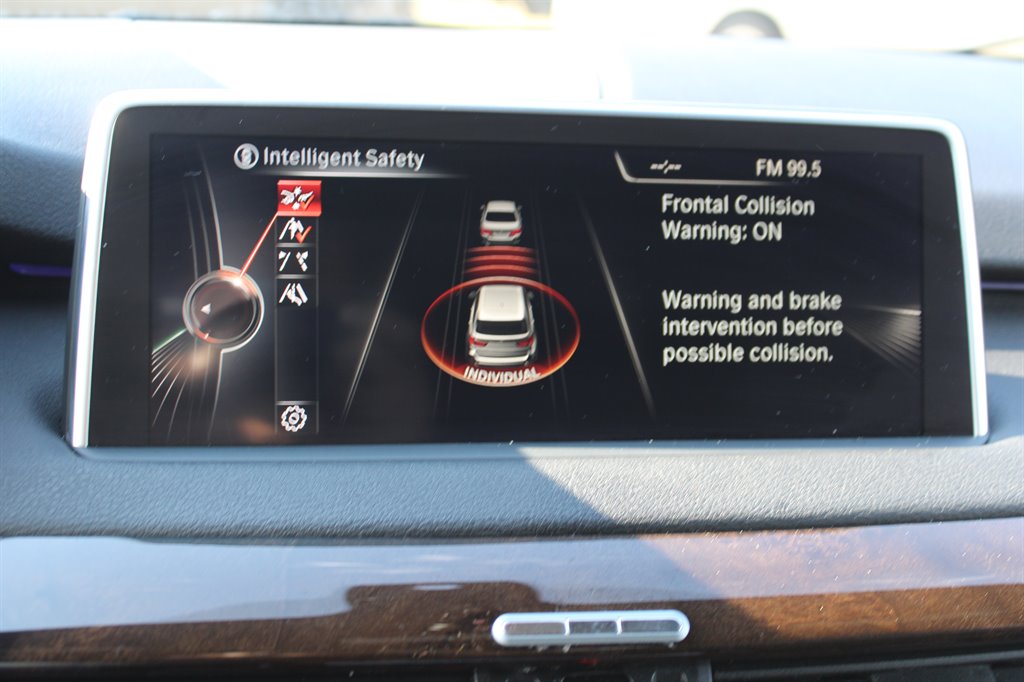 Intelligent Safety
--:--
FM 99.5
Frontal Collision
Warning: ON
Warning and brake
intervention before
possible collision.
INDIVIDUAL